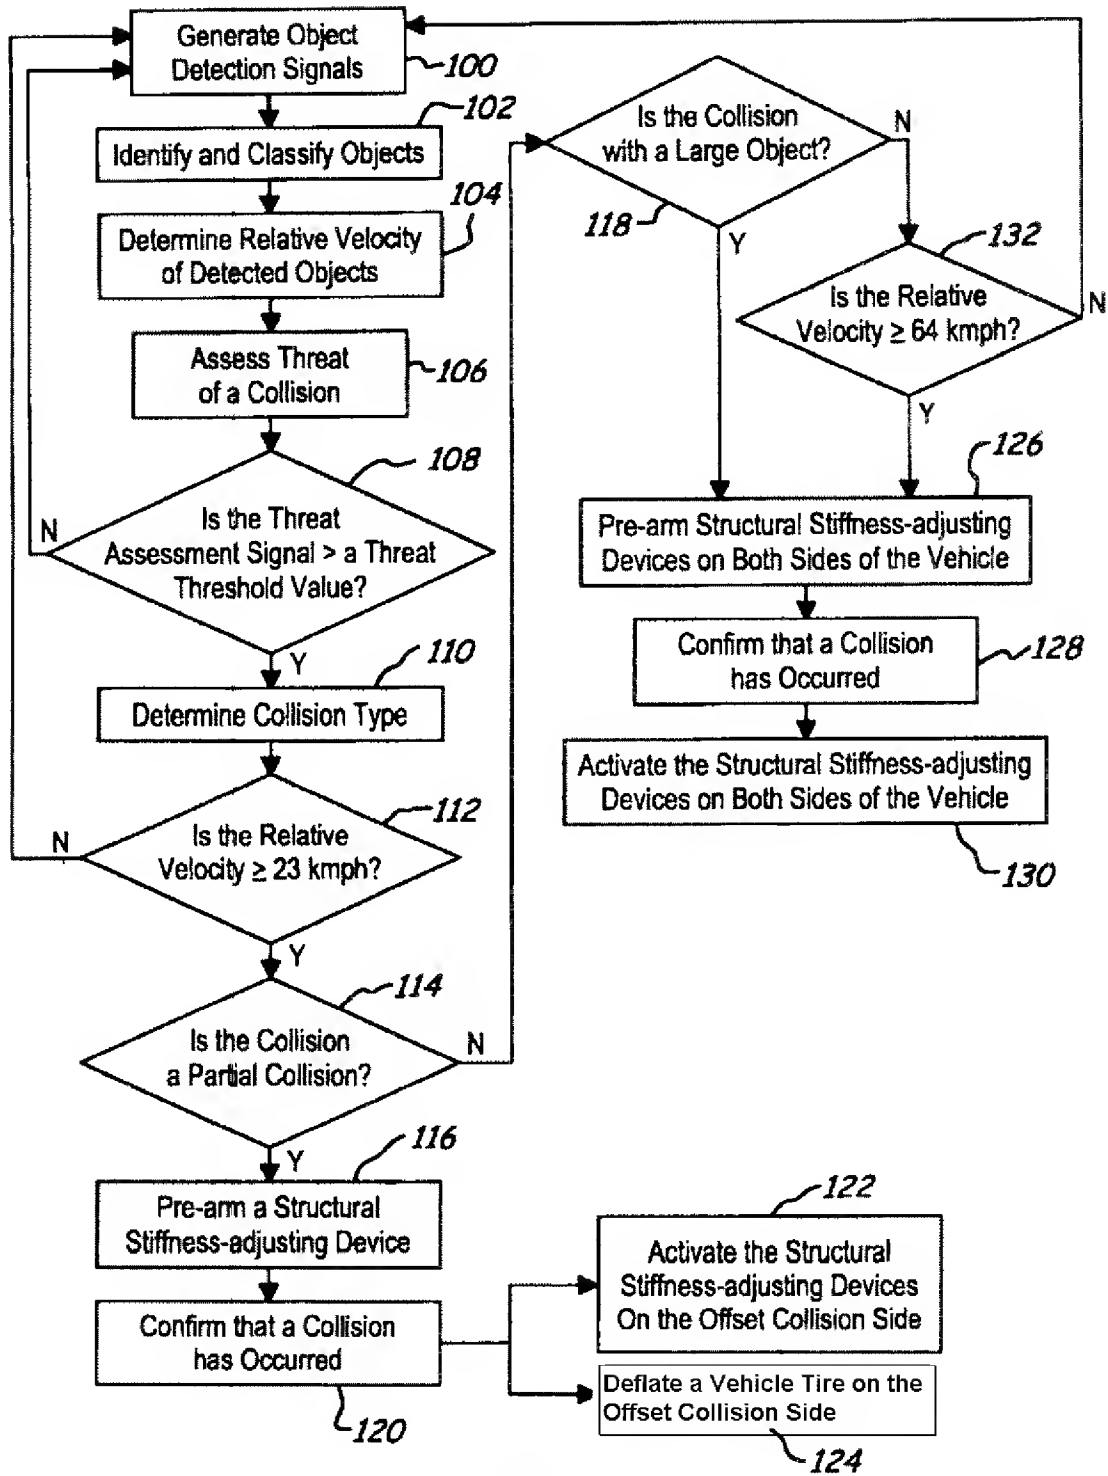 Generate Object
Detection Signals
100
102
Identify and Classify Objects
104
Determine Relative Velocity
of Detected Objects
Assess Threat
of a Collision
106
108
Is the Threat
Assessment Signal > a Threat
Threshold Value?
N
Y
110
Determine Collision Type
112
Is the Relative
Velocity ≥ 23 kmph?
N
Y
114
Is the Collision
a Partial Collision?
N
Y
116
Pre-arm a Structural
Stiffness-adjusting Device
Confirm that a Collision
has Occurred
120
122
Activate the Structural
Stiffness-adjusting Devices
On the Offset Collision Side
Deflate a Vehicle Tire on the
Offset Collision Side
124
Is the Collision
with a Large Object?
N
118
Y
132
Is the Relative
Velocity ≥ 64 kmph?
N
Y
126
Pre-arm Structural Stiffness-adjusting
Devices on Both Sides of the Vehicle
Confirm that a Collision
has Occurred
128
Activate the Structural Stiffness-adjusting
Devices on Both Sides of the Vehicle
130